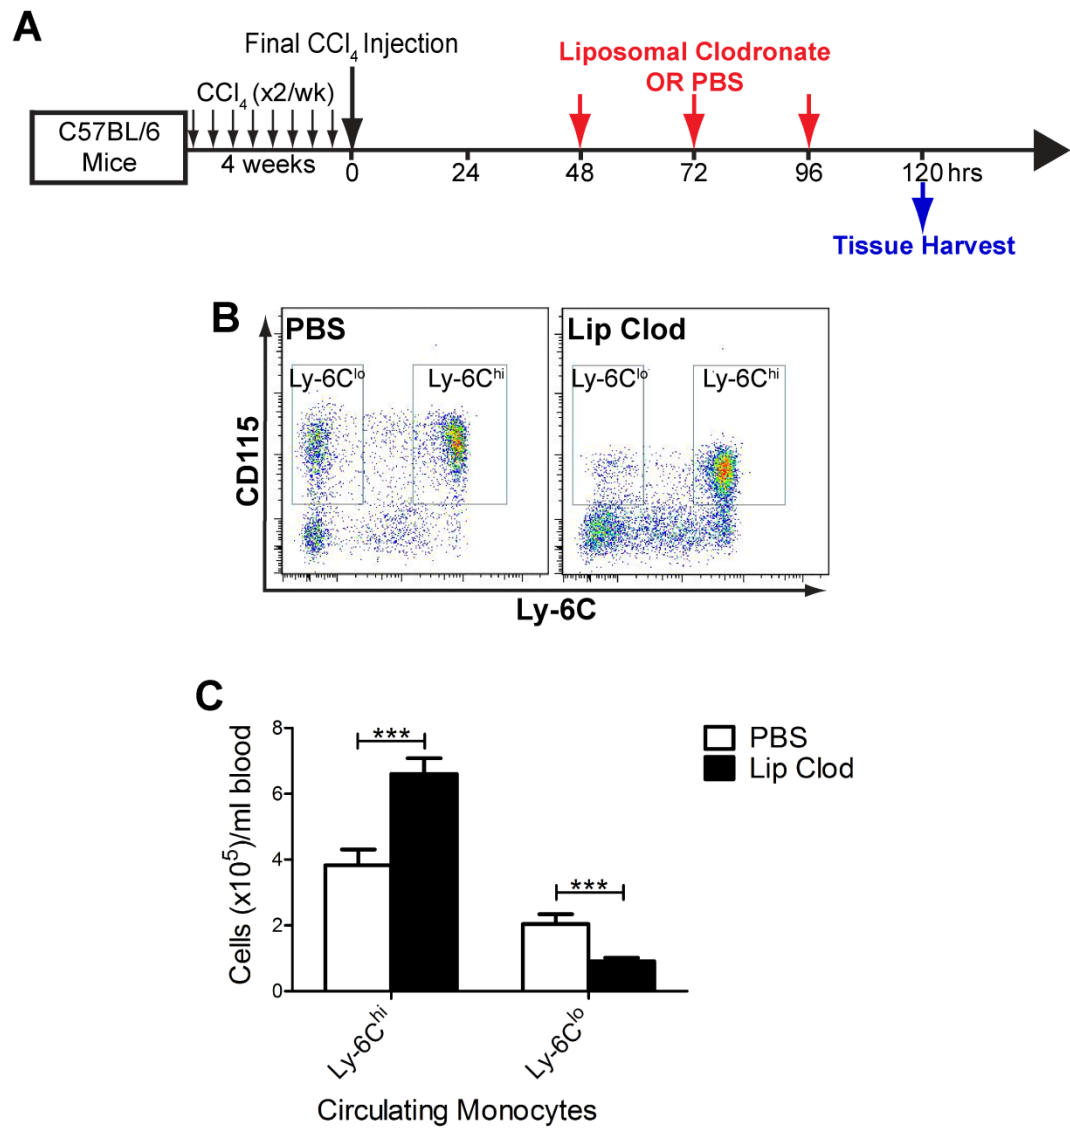 A
Final CCl₄ Injection
Liposomal Clodronate
OR PBS
CCl₄ (x2/wk)
C57BL/6
Mice
4 weeks
0
24
48
72
96
120 hrs
Tissue Harvest
B
PBS
Lip Clod
Ly-6Cˡᵒ
Ly-6Cʰⁱ
Ly-6Cˡᵒ
Ly-6Cʰⁱ
CD115
Ly-6C
C
Cells (x10⁵)/ml blood
8
6
4
2
0
***
***
PBS
Lip Clod
Ly-6Cʰⁱ
Ly-6Cˡᵒ
Circulating Monocytes